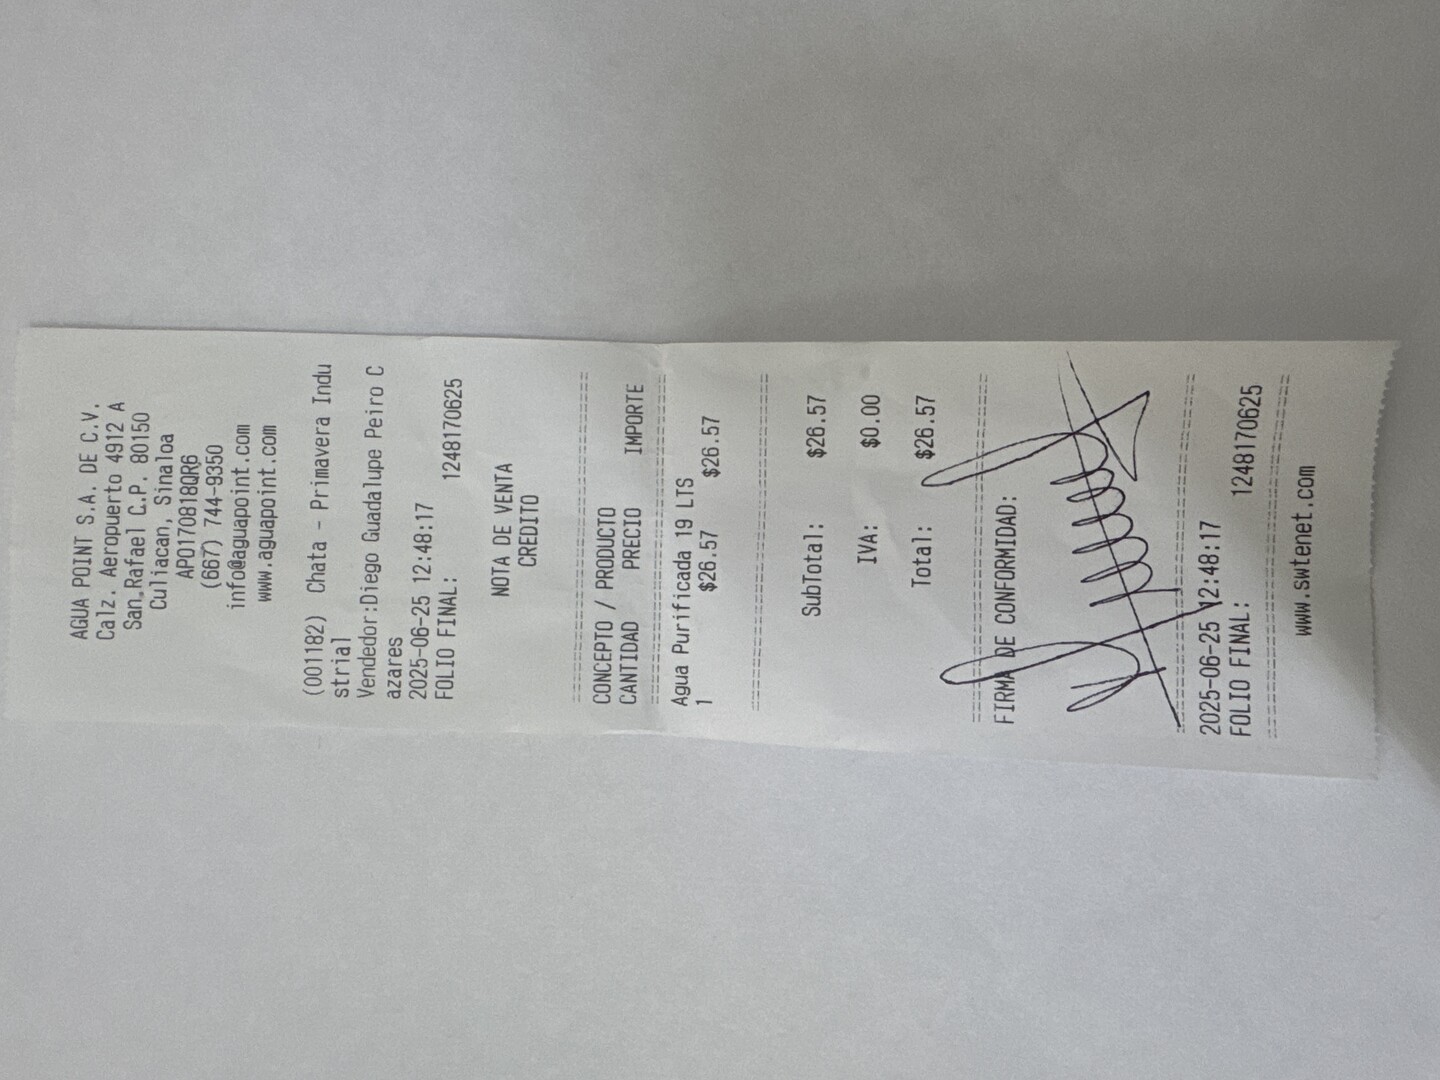 AGUA POINT S.A. DE C.V.
Calz. Aeropuerto 4912 A
San Rafael C.P. 80150
Culiacan, Sinaloa
APO170818QR6
(667) 744-9350
info@aguapoint.com
www.aguapoint.com
(001182) Chata - Primavera Indu
strial
Vendedor:Diego Guadalupe Peiro C
azares
2025-06-25 12:48:17
FOLIO FINAL: 1248170625
NOTA DE VENTA
CREDITO
================================
CONCEPTO / PRODUCTO
CANTIDAD PRECIO IMPORTE
================================
Agua Purificada 19 LTS
1 $26.57 $26.57
================================
SubTotal: $26.57
IVA: $0.00
Total: $26.57
================================
FIRMA DE CONFORMIDAD:
================================
2025-06-25 12:48:17
FOLIO FINAL: 1248170625
================================
www.swtenet.com